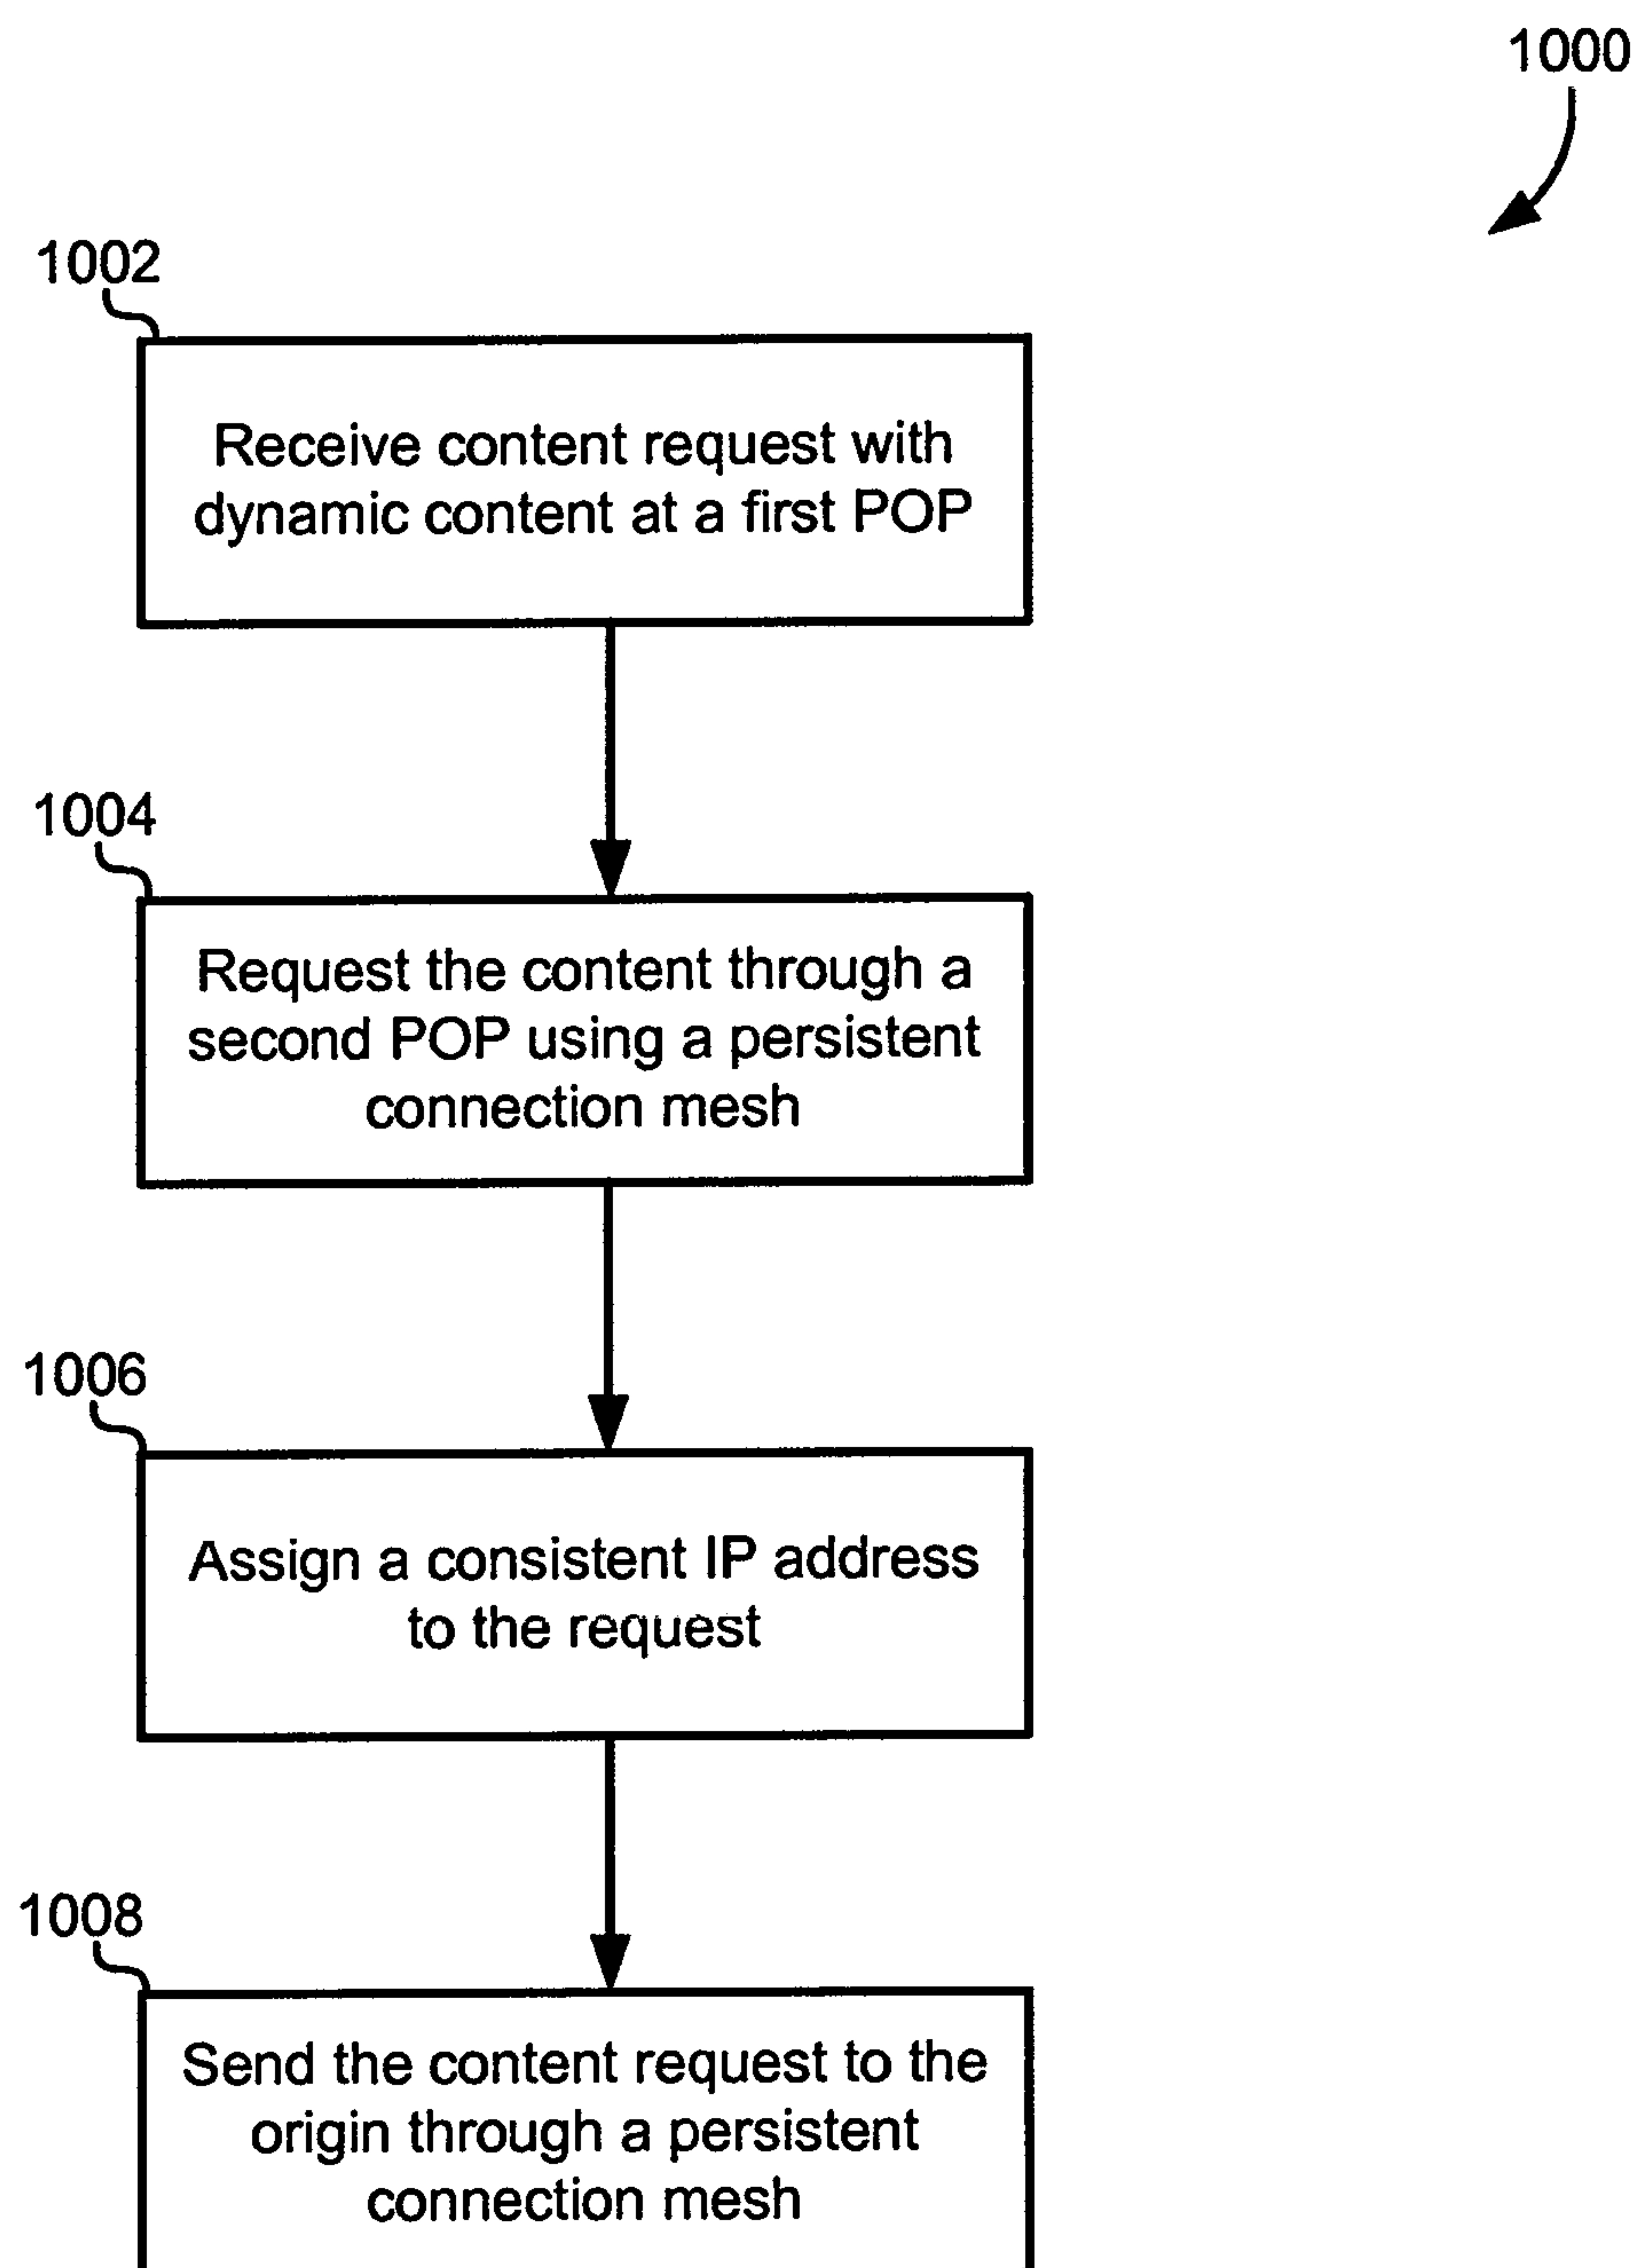 1000
1002
Receive content request with
dynamic content at a first POP
1004
Request the content through a
second POP using a persistent
connection mesh
1006
Assign a consistent IP address
to the request
1008
Send the content request to the
origin through a persistent
connection mesh